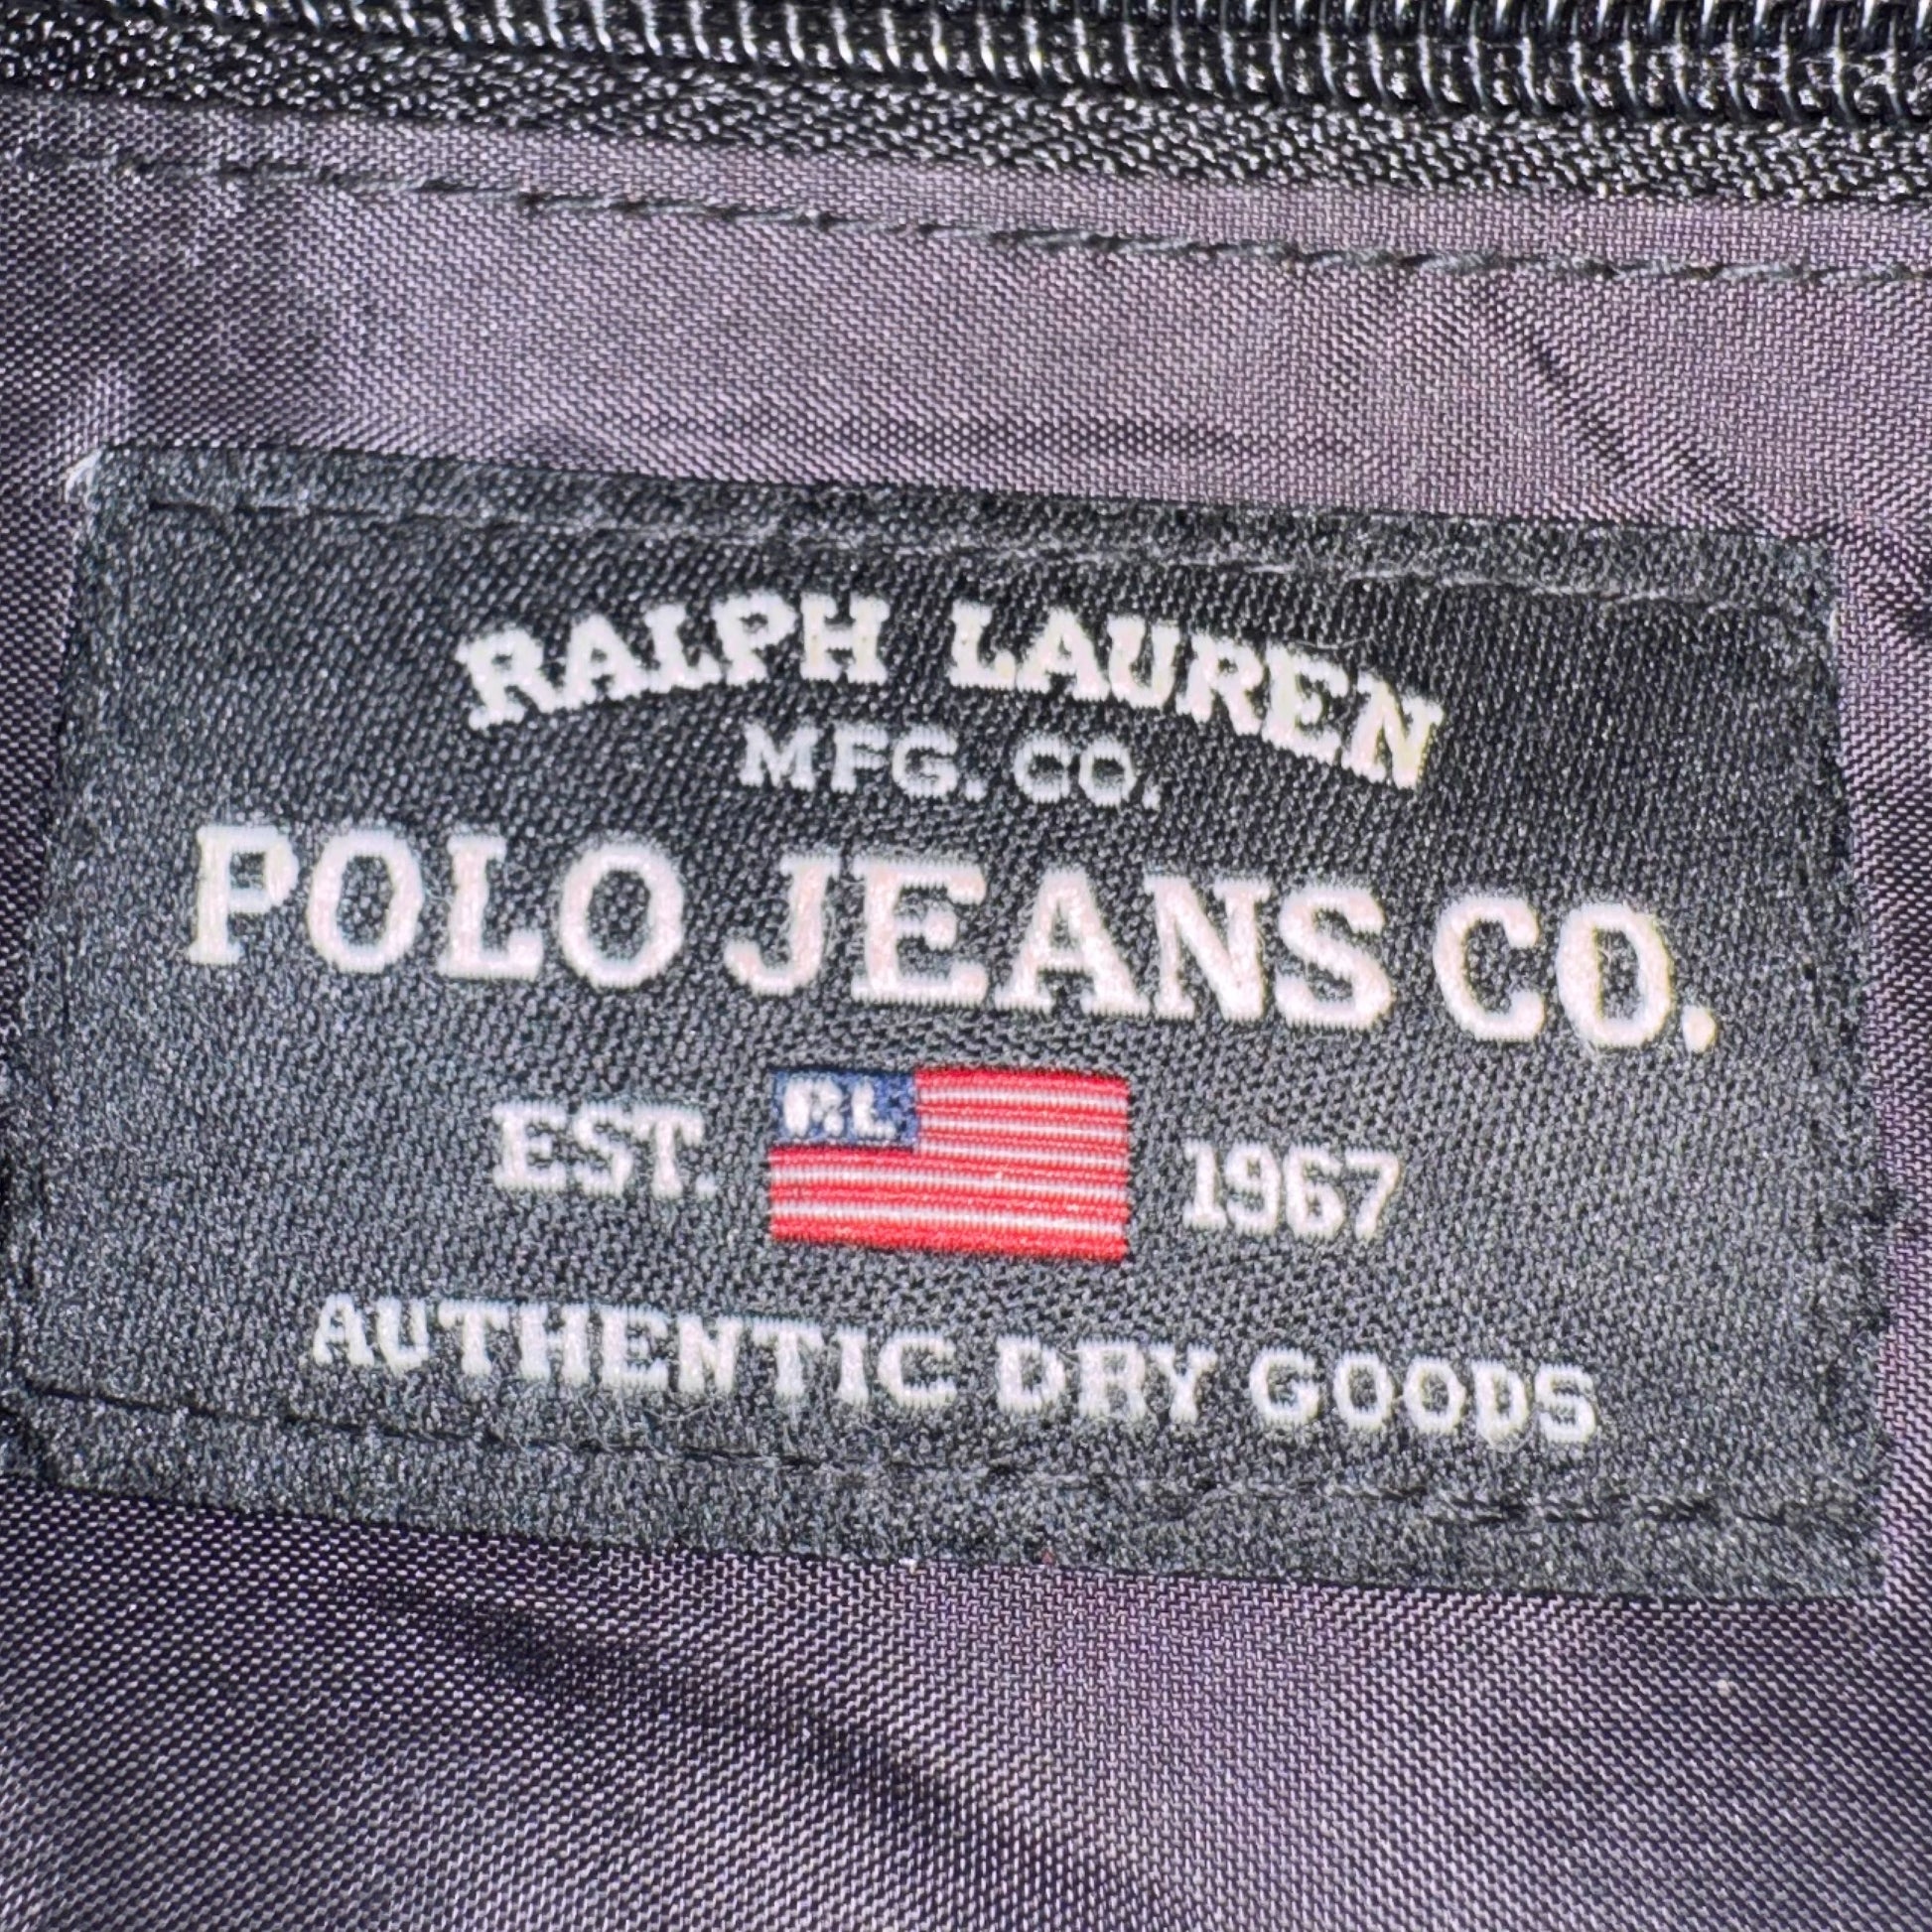 RALPH LAUREN
MFG. CO.
POLO JEANS CO.
EST. RL 1967
AUTHENTIC DRY GOODS